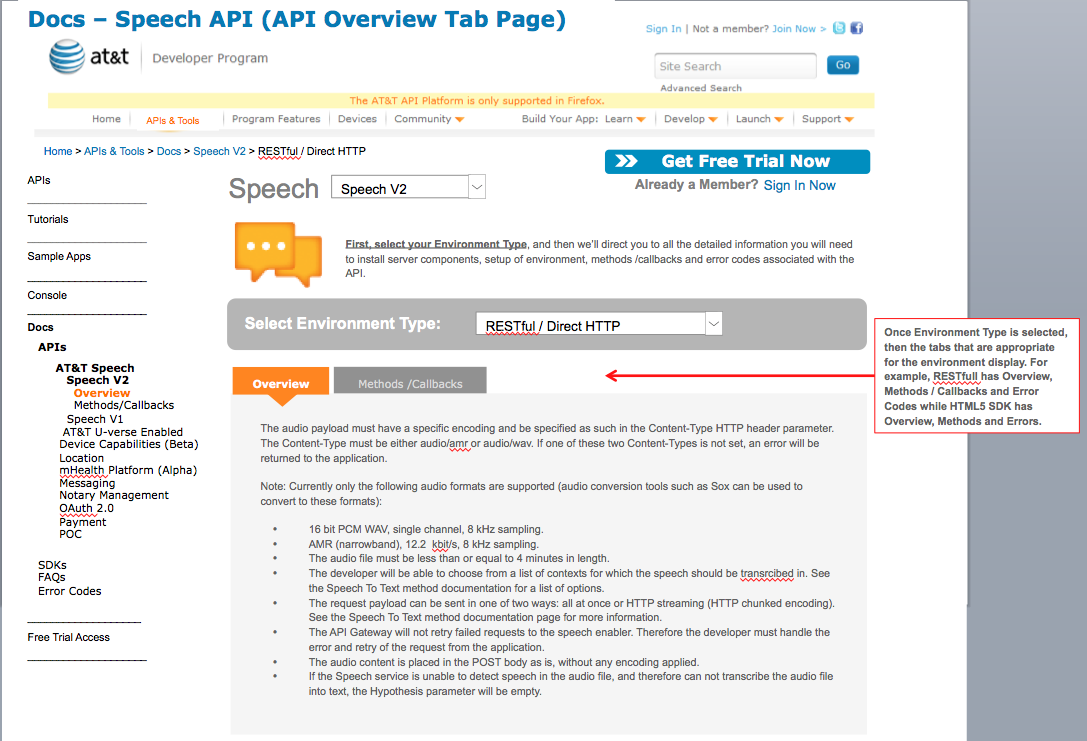 Docs – Speech API (API Overview Tab Page)
Sign In | Not a member? Join Now >
at&t Developer Program
Site Search Go
Advanced Search
The AT&T API Platform is only supported in Firefox.
Home APIs & Tools Program Features Devices Community Build Your App: Learn Develop Launch Support
Home > APIs & Tools > Docs > Speech V2 > RESTful / Direct HTTP
Get Free Trial Now
Already a Member? Sign In Now
APIs
Tutorials
Sample Apps
Console
Docs
APIs
AT&T Speech
Speech V2
Overview
Methods/Callbacks
Speech V1
AT&T U-verse Enabled
Device Capabilities (Beta)
Location
mHealth Platform (Alpha)
Messaging
Notary Management
OAuth 2.0
Payment
POC
SDKs
FAQs
Error Codes
Free Trial Access
Speech Speech V2
First, select your Environment Type, and then we'll direct you to all the detailed information you will need
to install server components, setup of environment, methods /callbacks and error codes associated with the
API.
Select Environment Type: RESTful / Direct HTTP
Overview Methods /Callbacks
The audio payload must have a specific encoding and be specified as such in the Content-Type HTTP header parameter.
The Content-Type must be either audio/amr or audio/wav. If one of these two Content-Types is not set, an error will be
returned to the application.
Note: Currently only the following audio formats are supported (audio conversion tools such as Sox can be used to
convert to these formats):
• 16 bit PCM WAV, single channel, 8 kHz sampling.
• AMR (narrowband), 12.2 kbit/s, 8 kHz sampling.
• The audio file must be less than or equal to 4 minutes in length.
• The developer will be able to choose from a list of contexts for which the speech should be transrcibed in. See
the Speech To Text method documentation for a list of options.
• The request payload can be sent in one of two ways: all at once or HTTP streaming (HTTP chunked encoding).
See the Speech To Text method documentation page for more information.
• The API Gateway will not retry failed requests to the speech enabler. Therefore the developer must handle the
error and retry of the request from the application.
• The audio content is placed in the POST body as is, without any encoding applied.
• If the Speech service is unable to detect speech in the audio file, and therefore can not transcribe the audio file
into text, the Hypothesis parameter will be empty.
Once Environment Type is selected,
then the tabs that are appropriate
for the environment display. For
example, RESTfull has Overview,
Methods / Callbacks and Error
Codes while HTML5 SDK has
Overview, Methods and Errors.